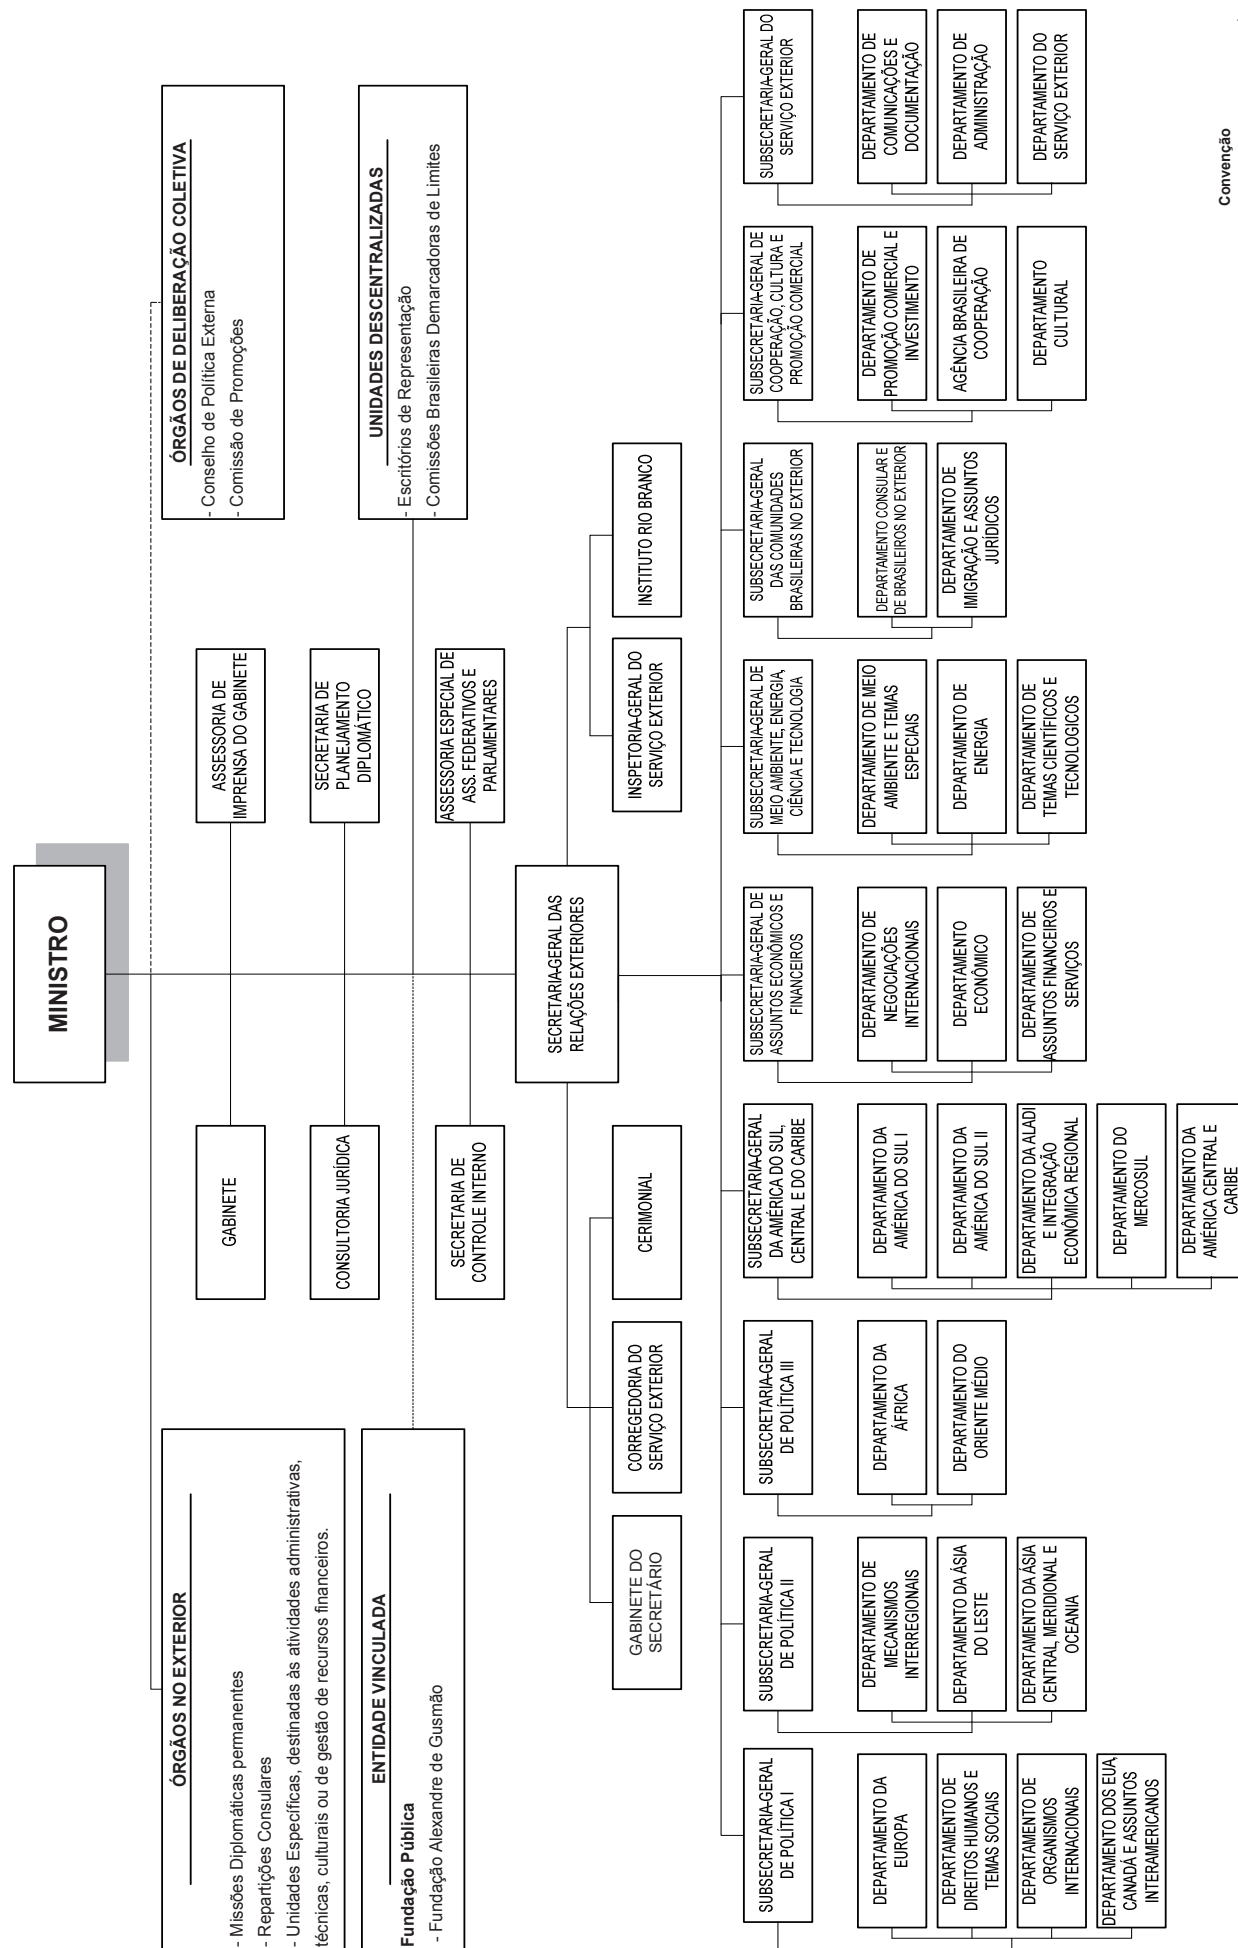 MINISTRO
ÓRGÃOS NO EXTERIOR
- Missões Diplomáticas permanentes
- Repartições Consulares
- Unidades Específicas, destinadas às atividades administrativas,
técnicas, culturais ou de gestão de recursos financeiros.
ÓRGÃOS DE DELIBERAÇÃO COLETIVA
- Conselho de Política Externa
- Comissão de Promoções
GABINETE
ASSESSORIA DE
IMPRENSA DO GABINETE
CONSULTORIA JURÍDICA
SECRETARIA DE
PLANEJAMENTO
DIPLOMÁTICO
ENTIDADE VINCULADA
Fundação Pública
- Fundação Alexandre de Gusmão
UNIDADES DESCENTRALIZADAS
- Escritórios de Representação
- Comissões Brasileiras Demarcadoras de Limites
SECRETARIA DE
CONTROLE INTERNO
ASSESSORIA ESPECIAL DE
ASS. FEDERATIVOS E
PARLAMENTARES
SECRETARIA-GERAL DAS
RELAÇÕES EXTERIORES
GABINETE DO
SECRETÁRIO
CORREGEDORIA DO
SERVIÇO EXTERIOR
CERIMONIAL
INSPETORIA-GERAL DO
SERVIÇO EXTERIOR
INSTITUTO RIO BRANCO
SUBSECRETARIA-GERAL
DE POLÍTICA I
DEPARTAMENTO DA
EUROPA
DEPARTAMENTO DE
DIREITOS HUMANOS E
TEMAS SOCIAIS
DEPARTAMENTO DE
ORGANISMOS
INTERNACIONAIS
DEPARTAMENTO DOS EUA,
CANADÁ E ASSUNTOS
INTERAMERICANOS
SUBSECRETARIA-GERAL
DE POLÍTICA II
DEPARTAMENTO DE
MECANISMOS
INTERREGIONAIS
DEPARTAMENTO DA ÁSIA
DO LESTE
DEPARTAMENTO DA ÁSIA
CENTRAL, MERIDIONAL E
OCEANIA
SUBSECRETARIA-GERAL
DE POLÍTICA III
DEPARTAMENTO DA
ÁFRICA
DEPARTAMENTO DO
ORIENTE MÉDIO
SUBSECRETARIA-GERAL
DA AMÉRICA DO SUL,
CENTRAL E DO CARIBE
DEPARTAMENTO DA
AMÉRICA DO SUL I
DEPARTAMENTO DA
AMÉRICA DO SUL II
DEPARTAMENTO DA ALADI
E INTEGRAÇÃO
ECONÔMICA REGIONAL
DEPARTAMENTO DO
MERCOSUL
DEPARTAMENTO DA
AMÉRICA CENTRAL E
CARIBE
SUBSECRETARIA-GERAL DE
ASSUNTOS ECONÔMICOS E
FINANCEIROS
DEPARTAMENTO DE
NEGOCIAÇÕES
INTERNACIONAIS
DEPARTAMENTO
ECONÔMICO
DEPARTAMENTO DE
ASSUNTOS FINANCEIROS E
SERVIÇOS
SUBSECRETARIA-GERAL DE
MEIO AMBIENTE, ENERGIA,
CIÊNCIA E TECNOLOGIA
DEPARTAMENTO DE MEIO
AMBIENTE E TEMAS
ESPECIAIS
DEPARTAMENTO DE
ENERGIA
DEPARTAMENTO DE
TEMAS CIENTÍFICOS E
TECNOLOGICOS
SUBSECRETARIA-GERAL
DAS COMUNIDADES
BRASILEIRAS NO EXTERIOR
DEPARTAMENTO CONSULAR E
DE BRASILEIROS NO EXTERIOR
DEPARTAMENTO DE
IMIGRAÇÃO E ASSUNTOS
JURÍDICOS
SUBSECRETARIA-GERAL DE
COOPERAÇÃO, CULTURA E
PROMOÇÃO COMERCIAL
DEPARTAMENTO DE
PROMOÇÃO COMERCIAL E
INVESTIMENTO
AGÊNCIA BRASILEIRA DE
COOPERAÇÃO
DEPARTAMENTO
CULTURAL
SUBSECRETARIA-GERAL DO
SERVIÇO EXTERIOR
DEPARTAMENTO DE
COMUNICAÇÕES E
DOCUMENTAÇÃO
DEPARTAMENTO DE
ADMINISTRAÇÃO
DEPARTAMENTO DO
SERVIÇO EXTERIOR
Convenção